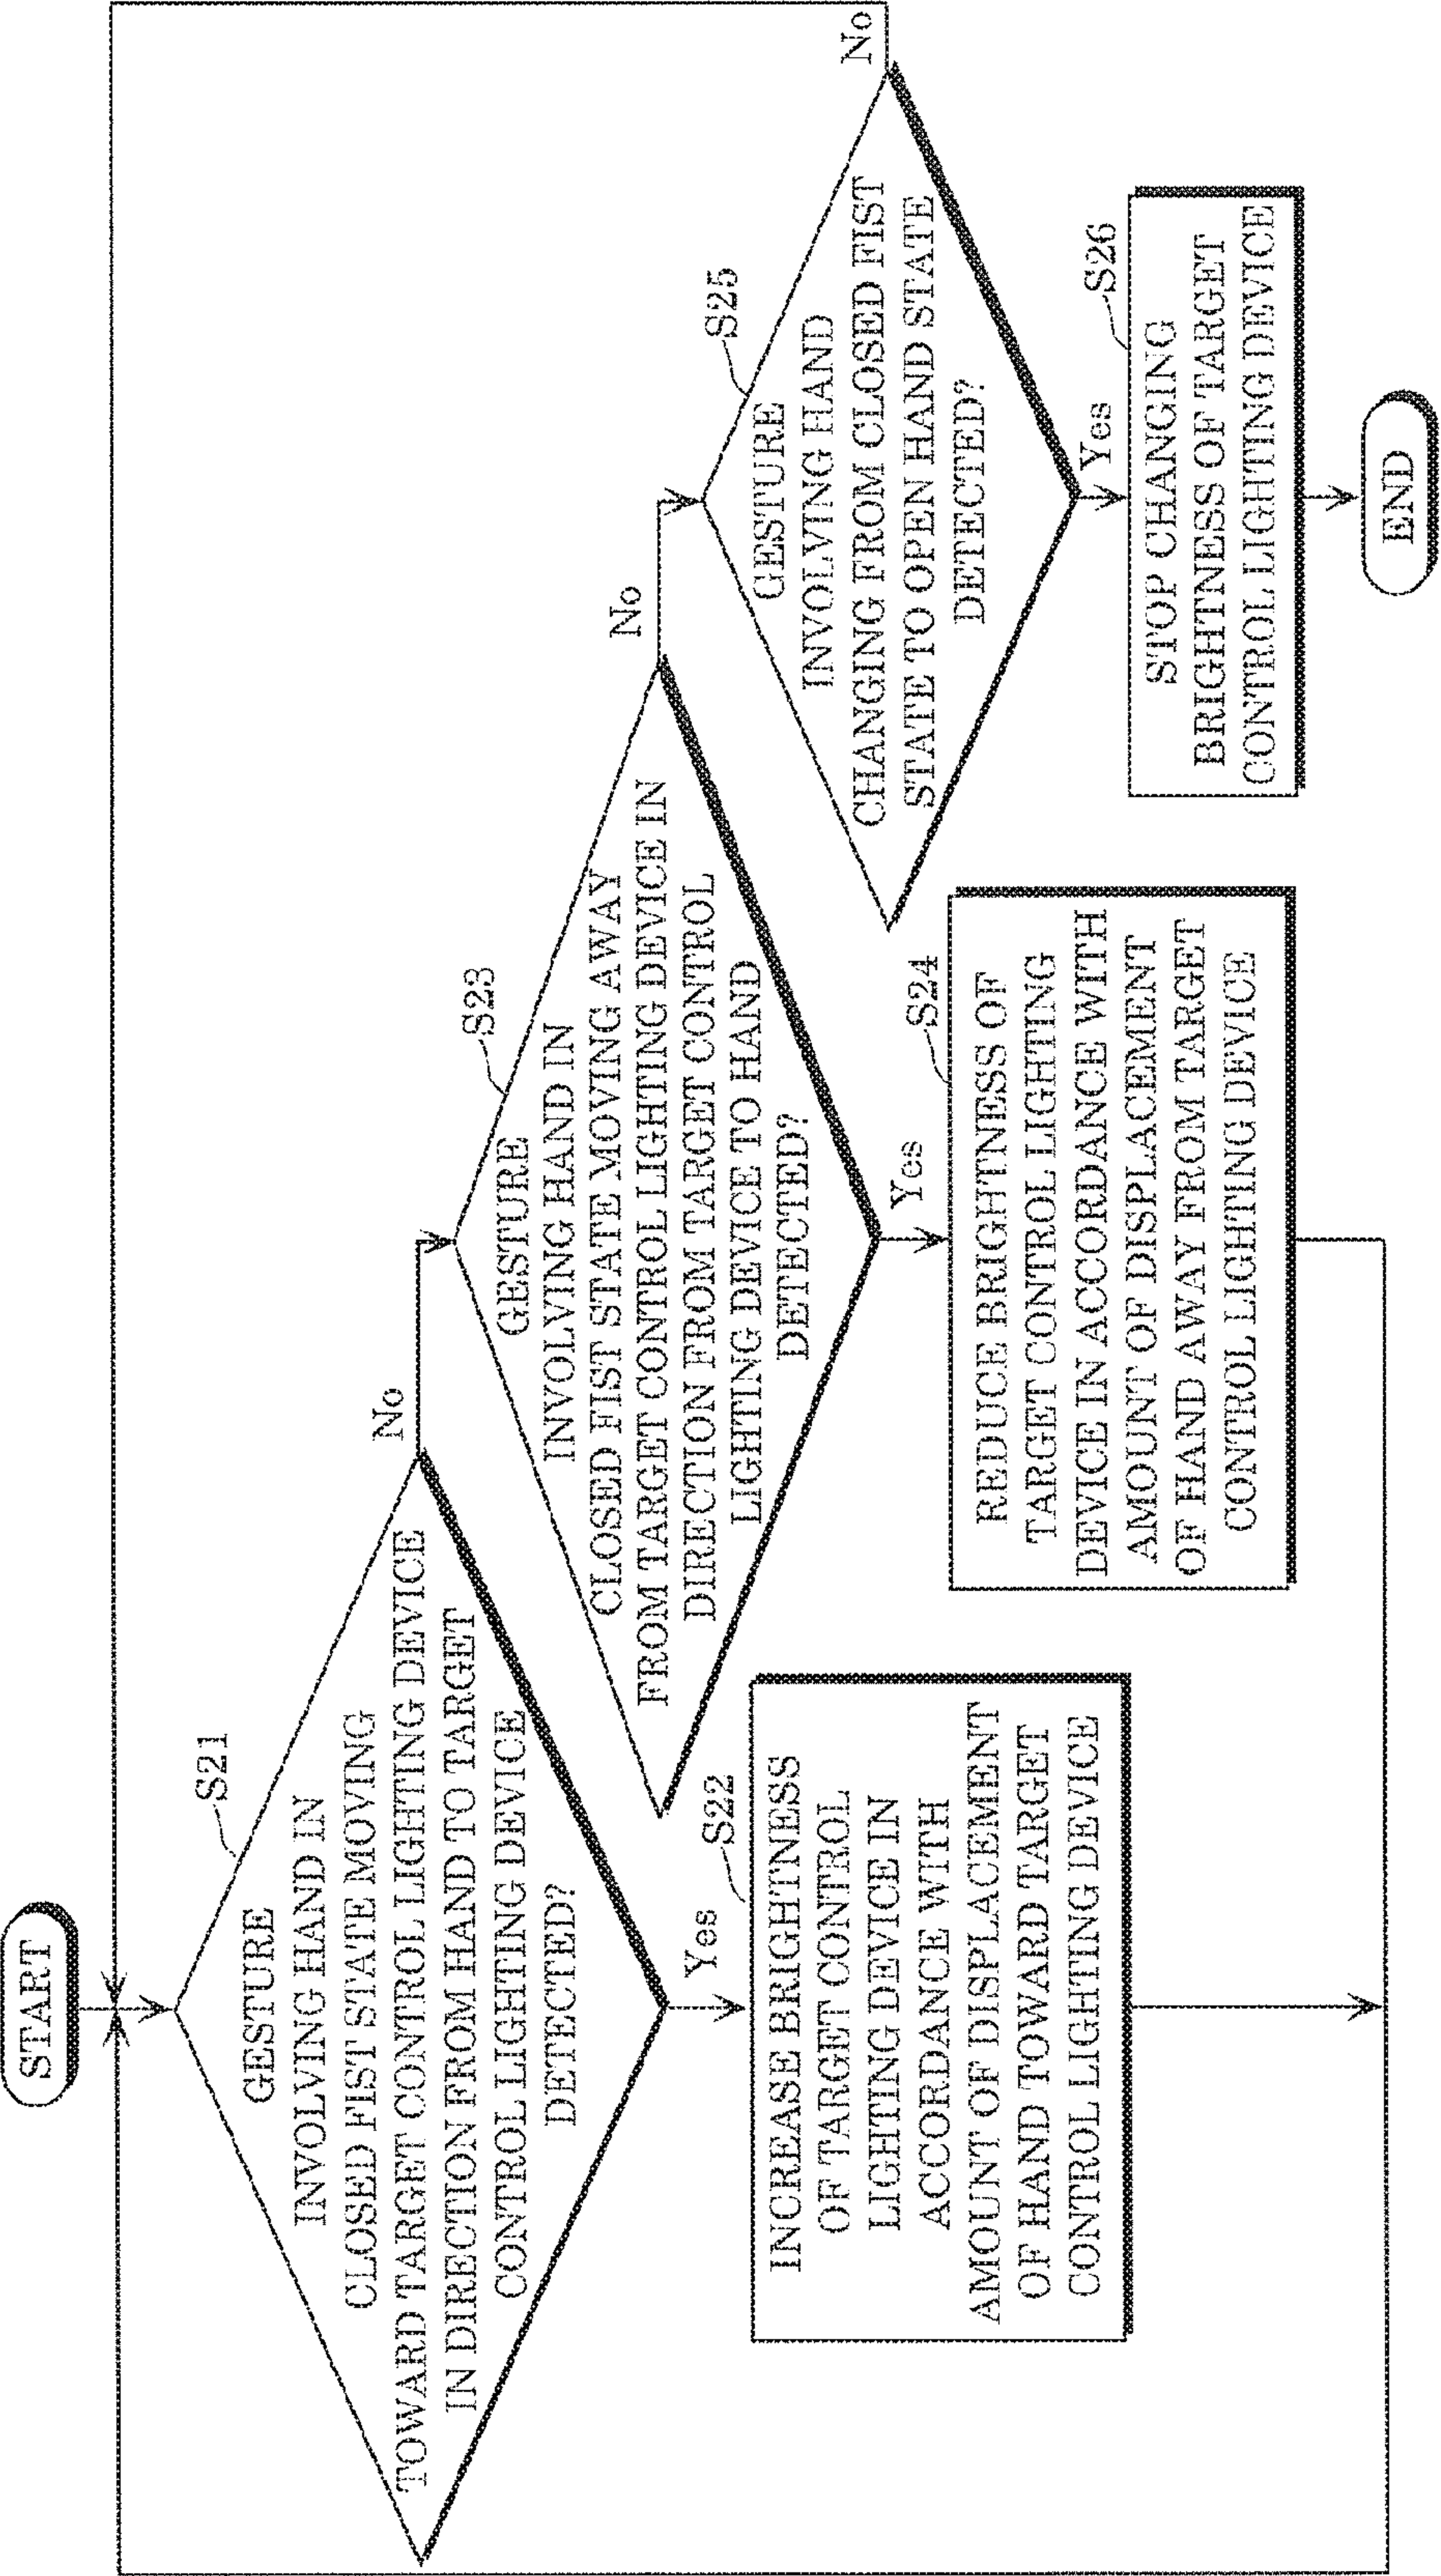 START
S21
GESTURE
INVOLVING HAND IN
CLOSED FIST STATE MOVING
TOWARD TARGET CONTROL LIGHTING DEVICE
IN DIRECTION FROM HAND TO TARGET
CONTROL LIGHTING DEVICE
DETECTED?
No
Yes
S22
INCREASE BRIGHTNESS
OF TARGET CONTROL
LIGHTING DEVICE IN
ACCORDANCE WITH
AMOUNT OF DISPLACEMENT
OF HAND TOWARD TARGET
CONTROL LIGHTING DEVICE
S23
GESTURE
INVOLVING HAND IN
CLOSED FIST STATE MOVING AWAY
FROM TARGET CONTROL LIGHTING DEVICE IN
DIRECTION FROM TARGET CONTROL
LIGHTING DEVICE TO HAND
DETECTED?
No
Yes
S24
REDUCE BRIGHTNESS OF
TARGET CONTROL LIGHTING
DEVICE IN ACCORDANCE WITH
AMOUNT OF DISPLACEMENT
OF HAND AWAY FROM TARGET
CONTROL LIGHTING DEVICE
S25
GESTURE
INVOLVING HAND
CHANGING FROM CLOSED FIST
STATE TO OPEN HAND STATE
DETECTED?
No
Yes
S26
STOP CHANGING
BRIGHTNESS OF TARGET
CONTROL LIGHTING DEVICE
END